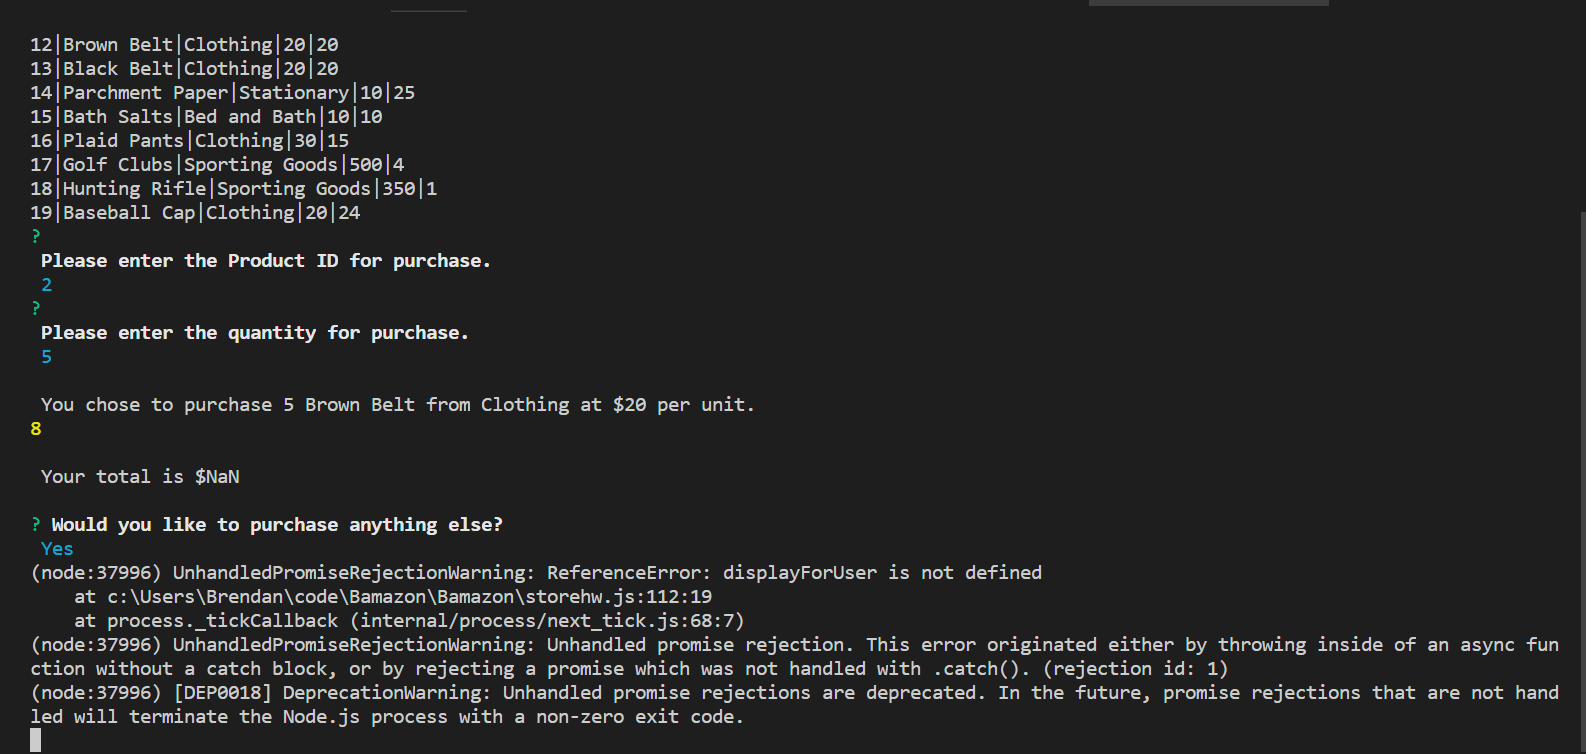 12|Brown Belt|Clothing|20|20
13|Black Belt|Clothing|20|20
14|Parchment Paper|Stationary|10|25
15|Bath Salts|Bed and Bath|10|10
16|Plaid Pants|Clothing|30|15
17|Golf Clubs|Sporting Goods|500|4
18|Hunting Rifle|Sporting Goods|350|1
19|Baseball Cap|Clothing|20|24
?
Please enter the Product ID for purchase.
2
?
Please enter the quantity for purchase.
5
You chose to purchase 5 Brown Belt from Clothing at $20 per unit.
8
Your total is $NaN
? Would you like to purchase anything else?
Yes
(node:37996) UnhandledPromiseRejectionWarning: ReferenceError: displayForUser is not defined
    at c:\Users\Brendan\code\Bamazon\Bamazon\storehw.js:112:19
    at process._tickCallback (internal/process/next_tick.js:68:7)
(node:37996) UnhandledPromiseRejectionWarning: Unhandled promise rejection. This error originated either by throwing inside of an async fun
ction without a catch block, or by rejecting a promise which was not handled with .catch(). (rejection id: 1)
(node:37996) [DEP0018] DeprecationWarning: Unhandled promise rejections are deprecated. In the future, promise rejections that are not hand
led will terminate the Node.js process with a non-zero exit code.